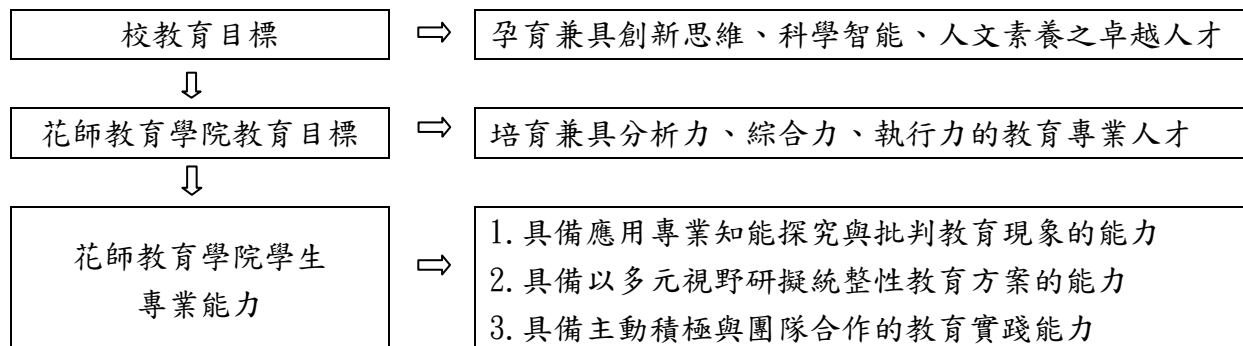 校教育目標
孕育兼具創新思維、科學智能、人文素養之卓越人才
花師教育學院教育目標
培育兼具分析力、綜合力、執行力的教育專業人才
花師教育學院學生
專業能力
1.具備應用專業知能探究與批判教育現象的能力
2.具備以多元視野研擬統整性教育方案的能力
3.具備主動積極與團隊合作的教育實踐能力